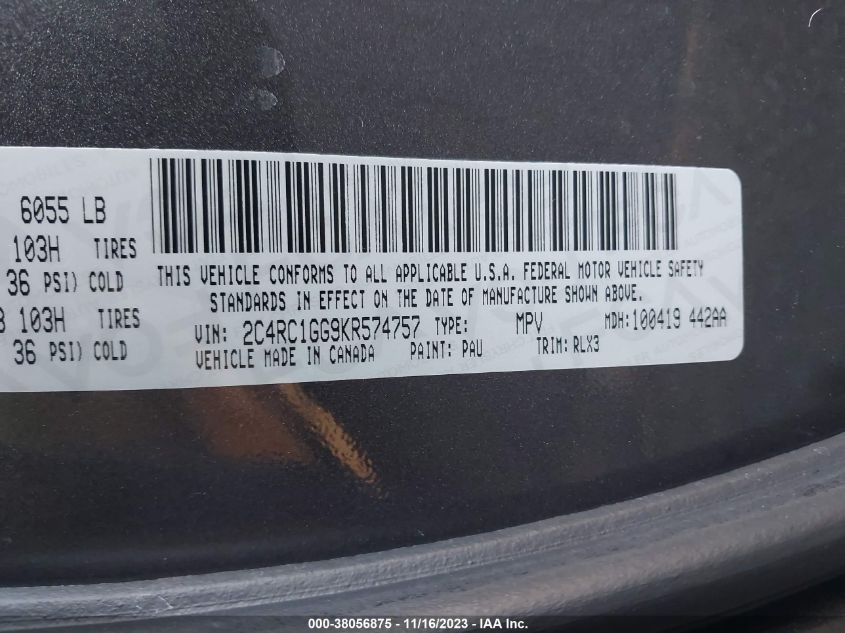 6055 LB
103H TIRES
36 PSI) COLD
103H TIRES
36 PSI) COLD
THIS VEHICLE CONFORMS TO ALL APPLICABLE U.S.A. FEDERAL MOTOR VEHICLE SAFETY
STANDARDS IN EFFECT ON THE DATE OF MANUFACTURE SHOWN ABOVE.
VIN: 2C4RC1GG9KR574757 TYPE: MPV MDH: 100419 442AA
VEHICLE MADE IN CANADA PAINT: PAU TRIM: RLX3
000-38056875 - 11/16/2023 - IAA Inc.